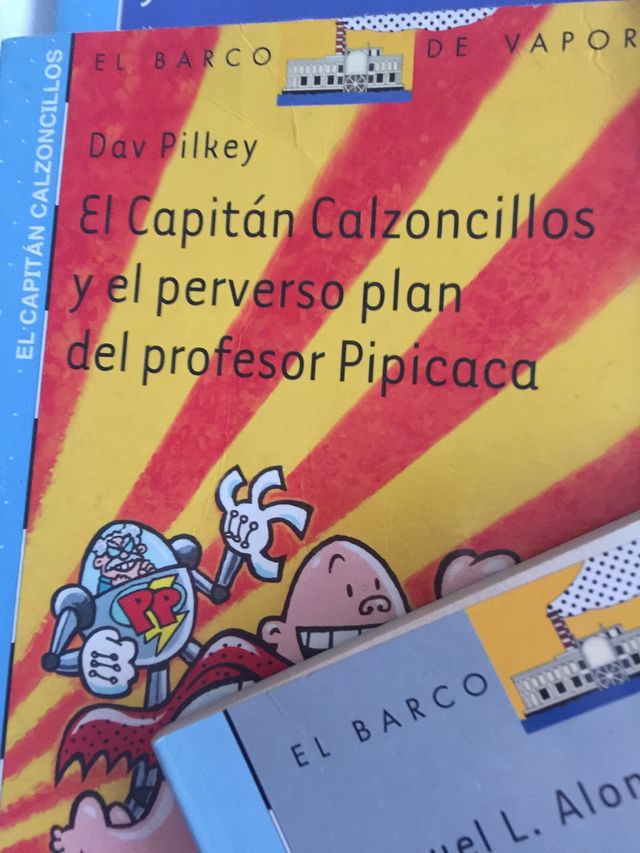 EL BARCO DE VAPOR
Dav Pilkey
El Capitán Calzoncillos
y el perverso plan
del profesor Pipicaca
EL CAPITÁN CALZONCILLOS
PP
EL BARCO
L. Alon